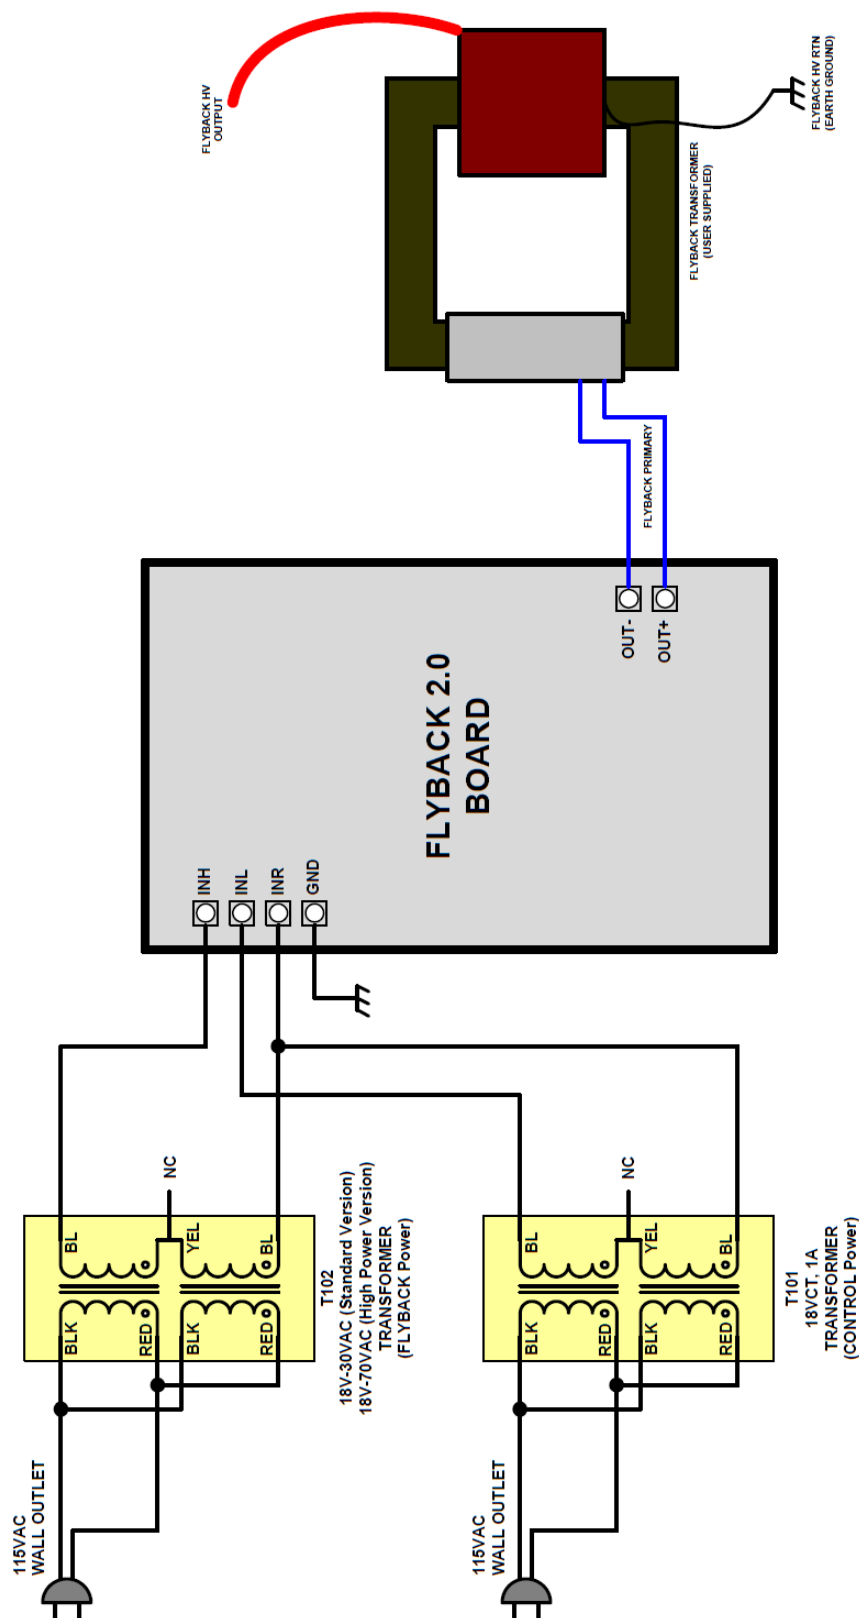 115VAC
WALL OUTLET
BLK
RED
BLK
RED
BL
YEL
BL
NC
T102
18V-30VAC (Standard Version)
18V-70VAC (High Power Version)
TRANSFORMER
(FLYBACK Power)
115VAC
WALL OUTLET
BLK
RED
BLK
RED
BL
YEL
BL
NC
T101
18VCT, 1A
TRANSFORMER
(CONTROL Power)
INH
INL
INR
GND
FLYBACK 2.0
BOARD
OUT-
OUT+
FLYBACK PRIMARY
FLYBACK HV
OUTPUT
FLYBACK TRANSFORMER
(USER SUPPLIED)
FLYBACK HV RTN
(EARTH GROUND)